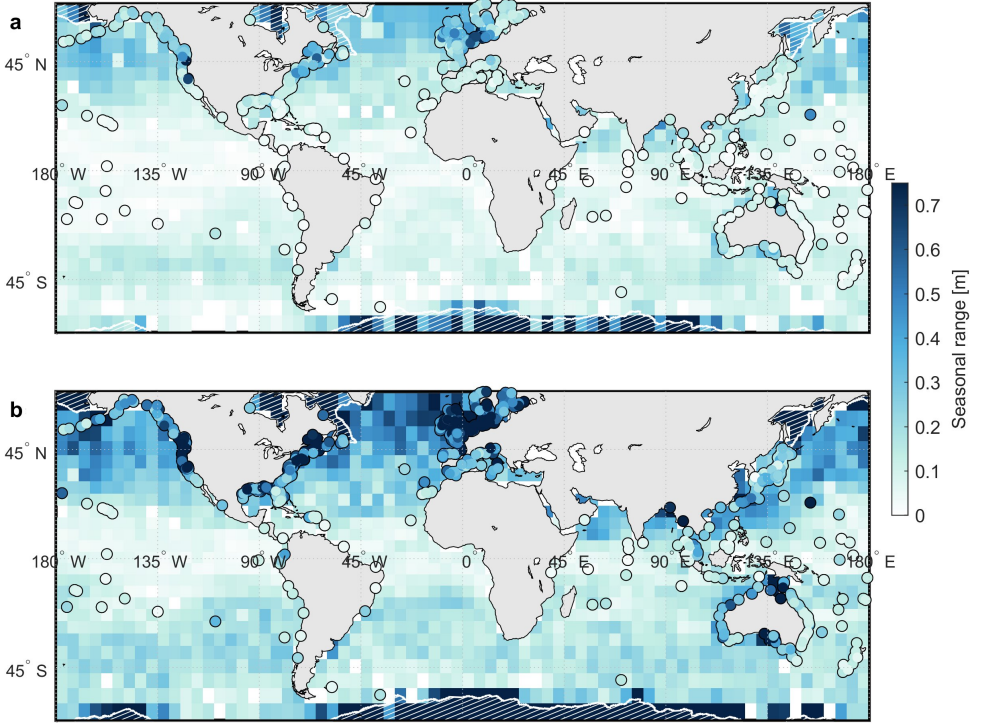 a
45° N
180° W
135° W
90° W
45° W
0°
45° E
90° E
135° E
180° E
45° S
b
45° N
180° W
135° W
90° W
45° W
0°
45° E
90° E
135° E
180° E
45° S
0.7
0.6
0.5
0.4
0.3
0.2
0.1
0
Seasonal range [m]